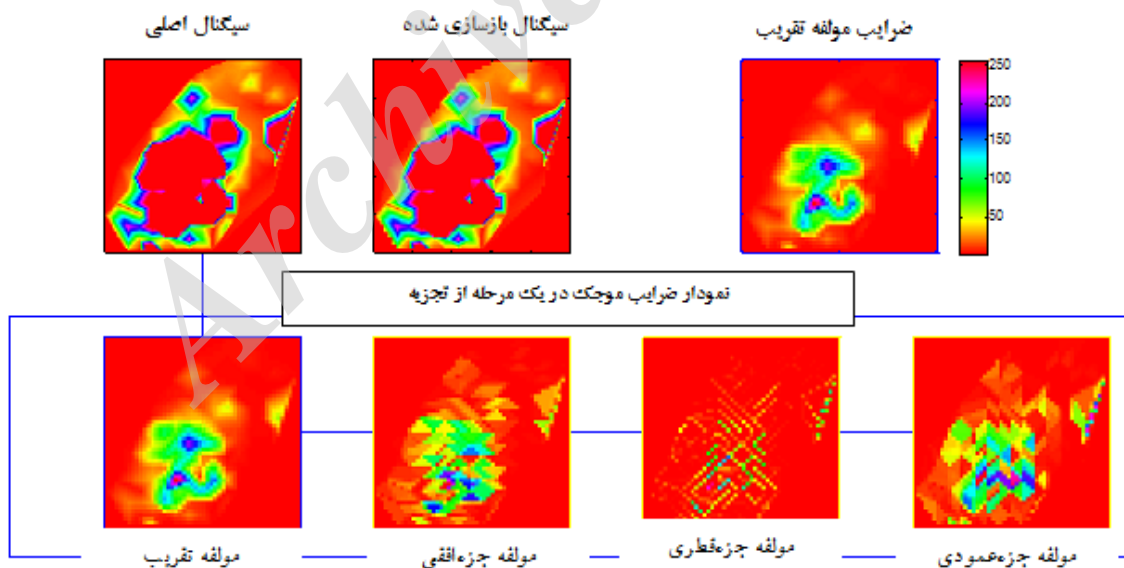 ضرایب مولفه تقریب
سیگنال بازسازی شده
سیگنال اصلی
250
200
150
100
50
نمودار ضرایب موجک در یک مرحله از تجزیه
مولفه جزءعمودی
مولفه جزءقطری
مولفه جزءافقی
مولفه تقریب
Archive